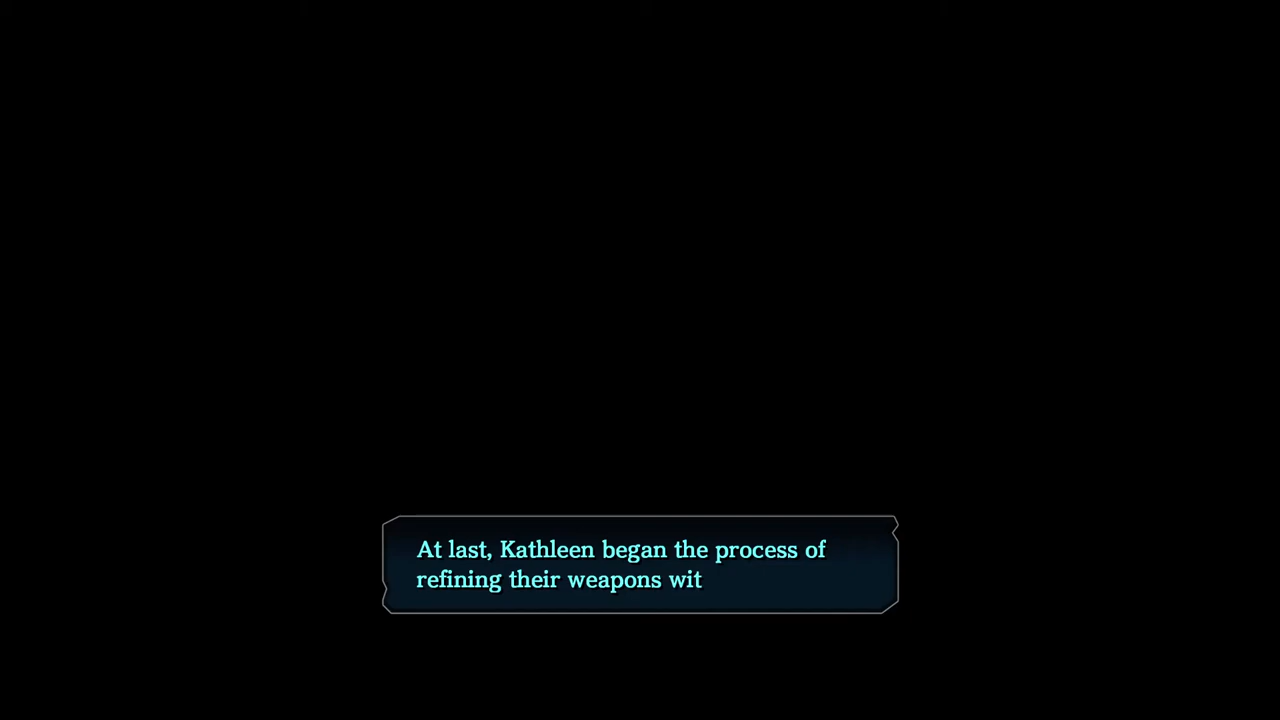 At last, Kathleen began the process of
refining their weapons wit